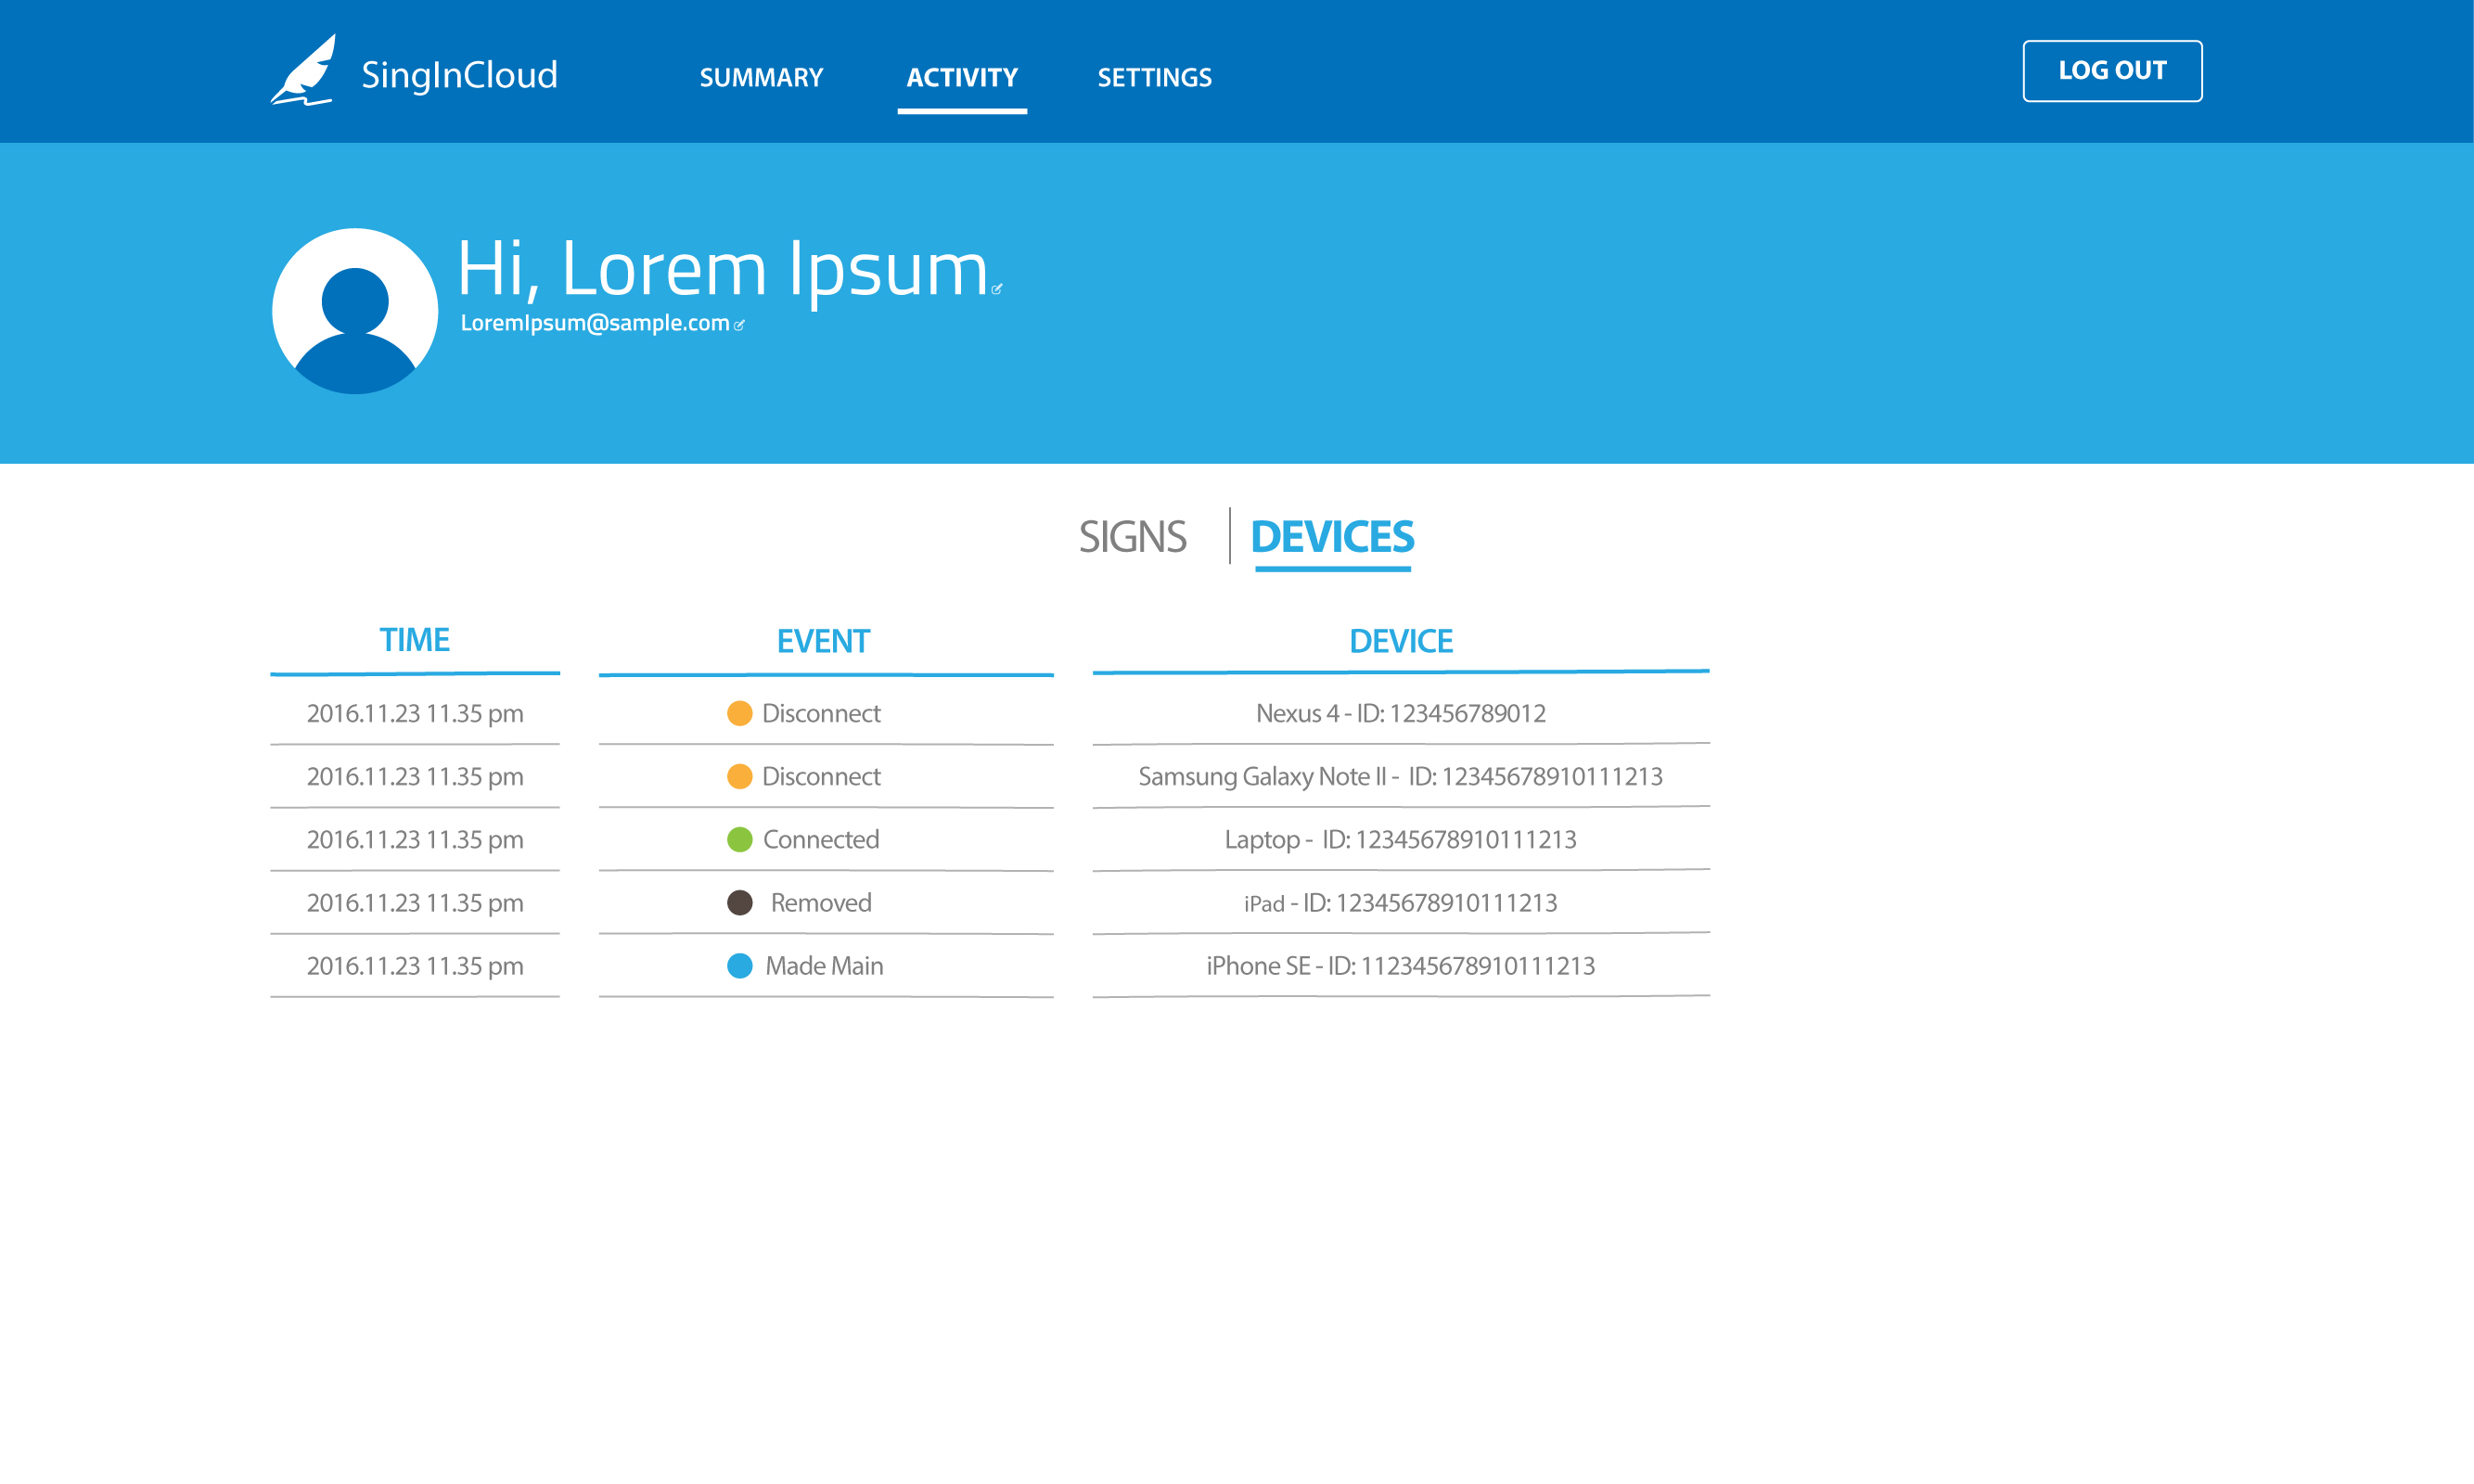 SingInCloud SUMMARY ACTIVITY SETTINGS LOG OUT
Hi, Lorem Ipsum
LoremIpsum@sample.com
SIGNS DEVICES
TIME EVENT DEVICE
2016.11.23 11.35 pm Disconnect Nexus 4 - ID: 123456789012
2016.11.23 11.35 pm Disconnect Samsung Galaxy Note II - ID: 12345678910111213
2016.11.23 11.35 pm Connected Laptop - ID: 12345678910111213
2016.11.23 11.35 pm Removed iPad - ID: 12345678910111213
2016.11.23 11.35 pm Made Main iPhone SE - ID: 112345678910111213